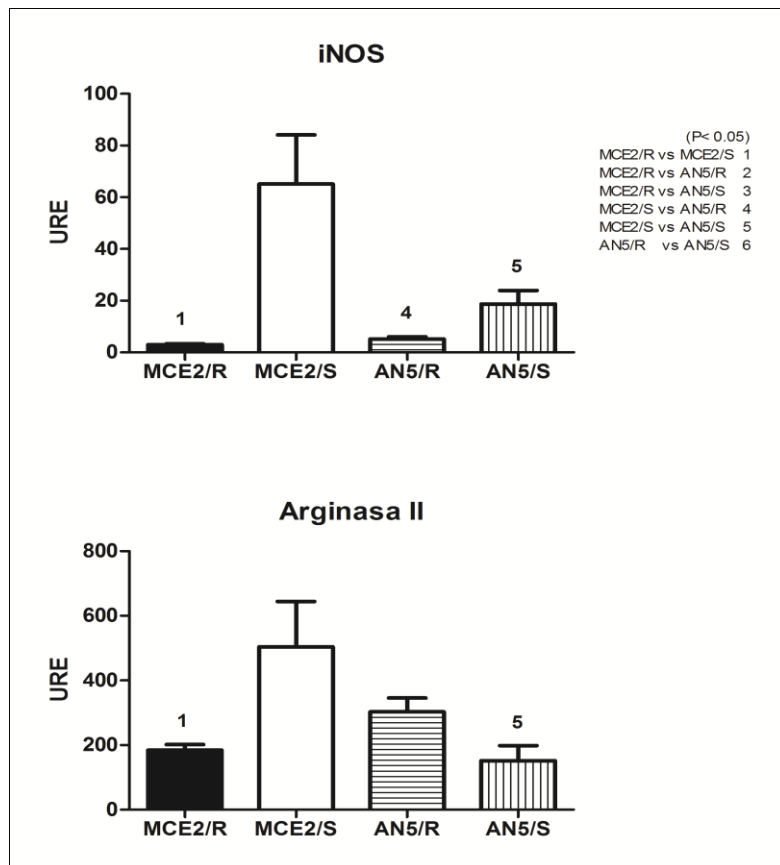 iNOS
100
80
60
40
20
0
URE
1
4
5
MCE2/R MCE2/S AN5/R AN5/S
(P< 0.05)
MCE2/R vs MCE2/S 1
MCE2/R vs AN5/R 2
MCE2/R vs AN5/S 3
MCE2/S vs AN5/R 4
MCE2/S vs AN5/S 5
AN5/R vs AN5/S 6
Arginasa II
800
600
400
200
0
URE
1
5
MCE2/R MCE2/S AN5/R AN5/S